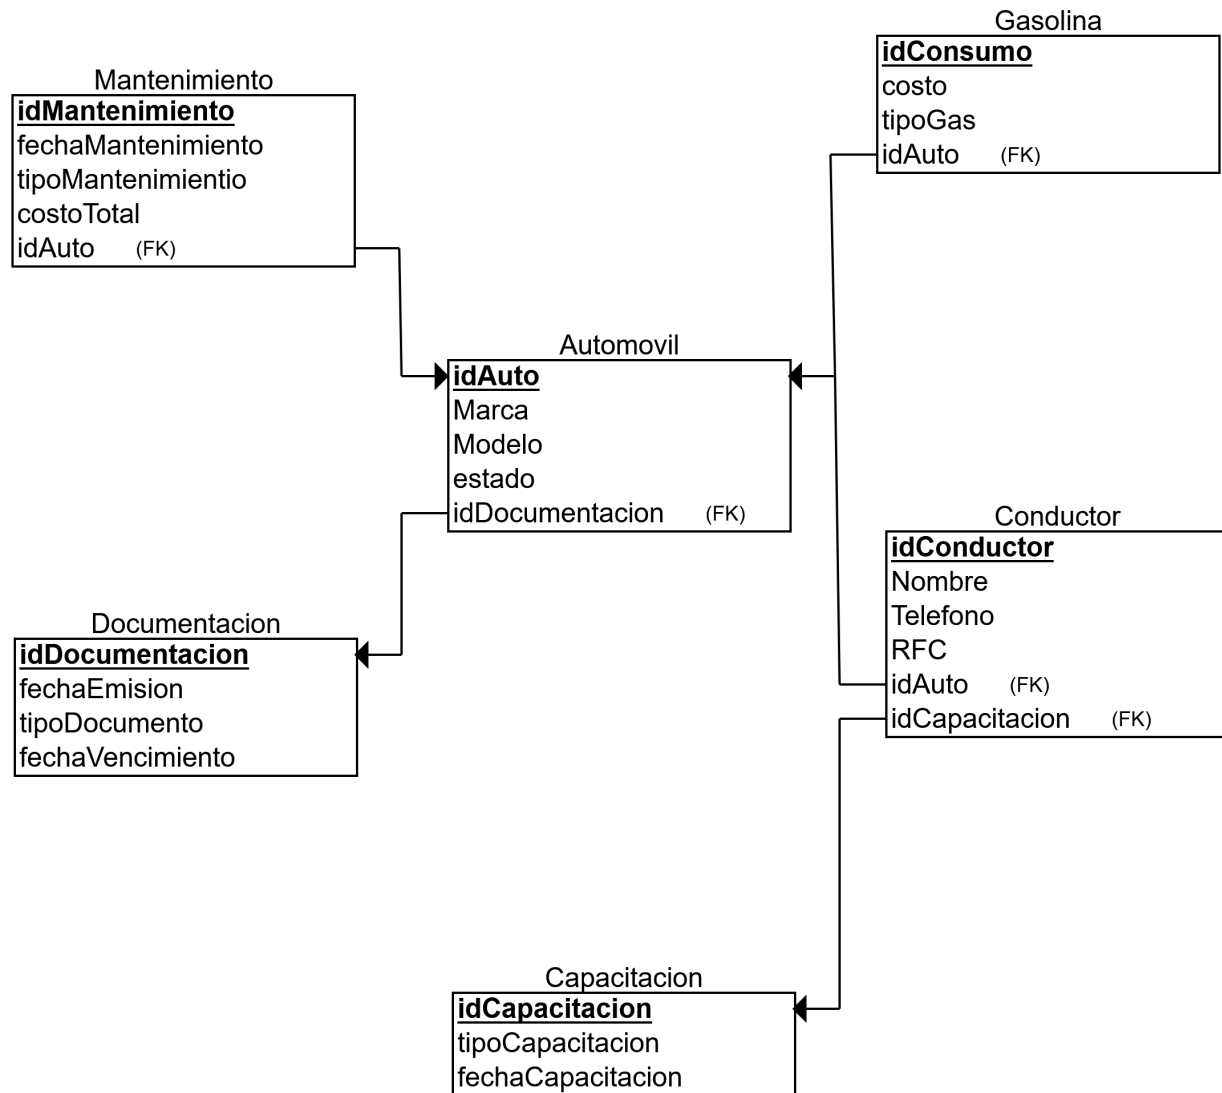 Gasolina
idConsumo
costo
tipoGas
idAuto (FK)
Mantenimiento
idMantenimiento
fechaMantenimiento
tipoMantenimientio
costoTotal
idAuto (FK)
Automovil
idAuto
Marca
Modelo
estado
idDocumentacion (FK)
Conductor
idConductor
Nombre
Telefono
RFC
idAuto (FK)
idCapacitacion (FK)
Documentacion
idDocumentacion
fechaEmision
tipoDocumento
fechaVencimiento
Capacitacion
idCapacitacion
tipoCapacitacion
fechaCapacitacion